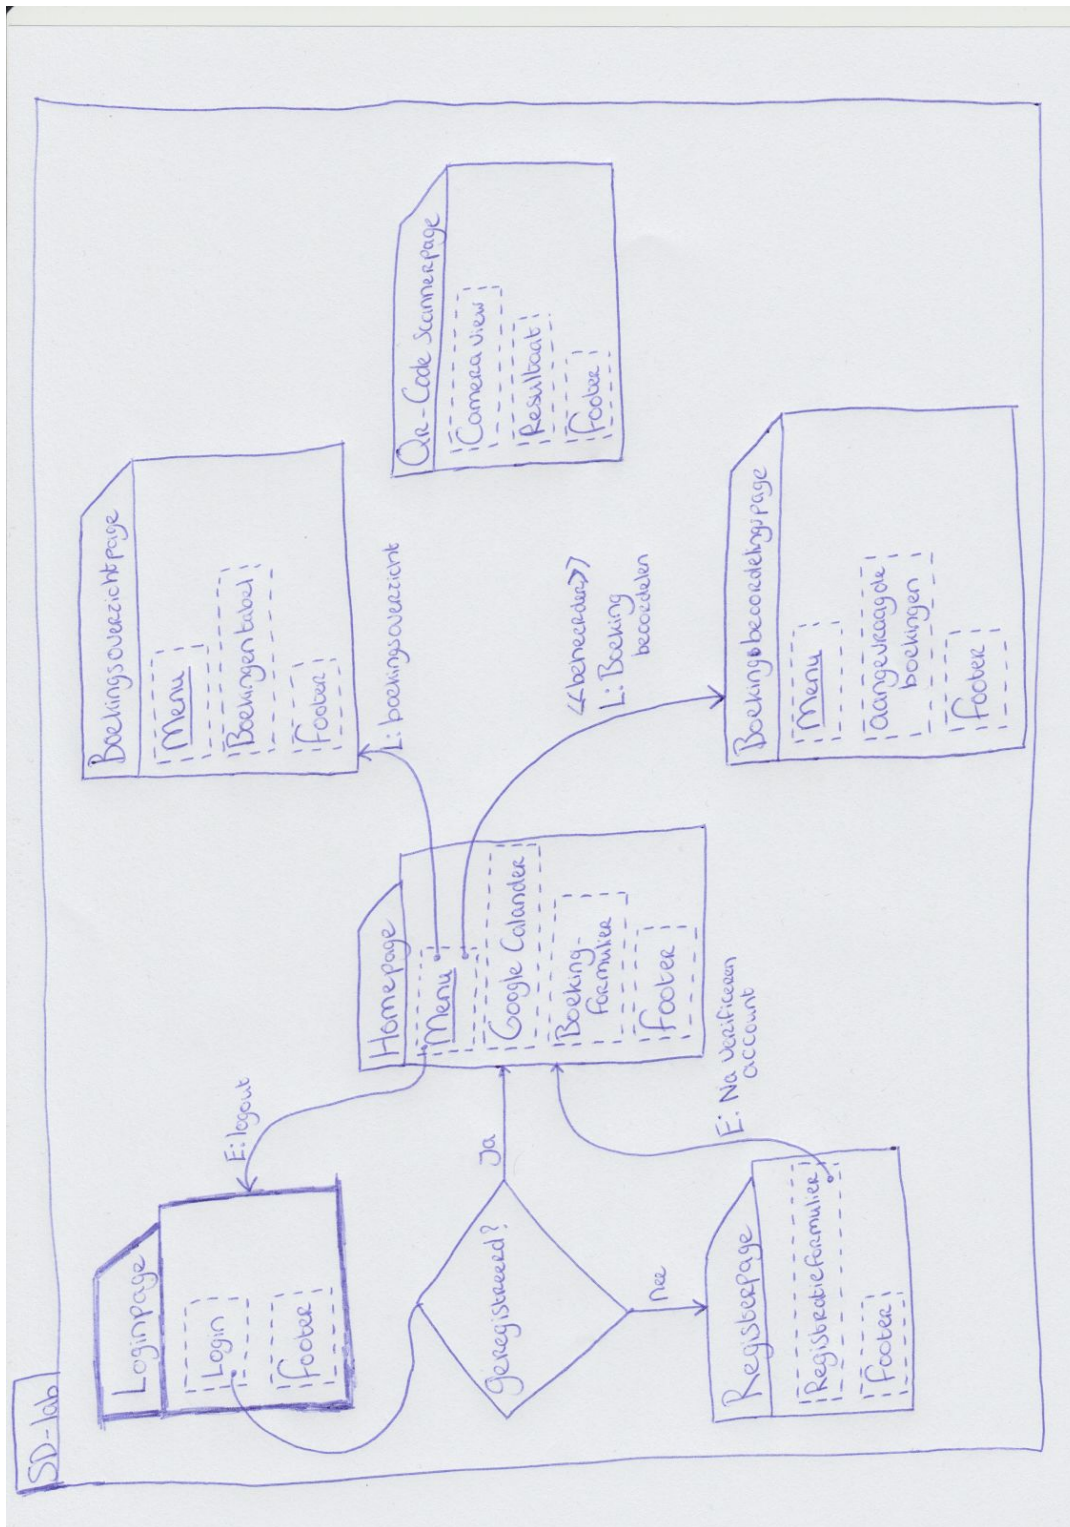 SD-lab
Loginpage
Login
Footer
E: logout
Geregistreerd?
Ja
nee
Registerpage
Registratieformulier
Footer
E: Na verificeren
account
Homepage
Menu
Google Calander
Boeking-
formulier
Footer
L: boekingsoverzicht
Boekingsoverzichtpage
Menu
Boekingentabel
Footer
<<beheerder>>
L: Boeking
beoordelen
Boekingsbeoordelingspage
Menu
aangevraagde
boekingen
Footer
QR-Code scannerpage
Camera view
Resultaat
Footer